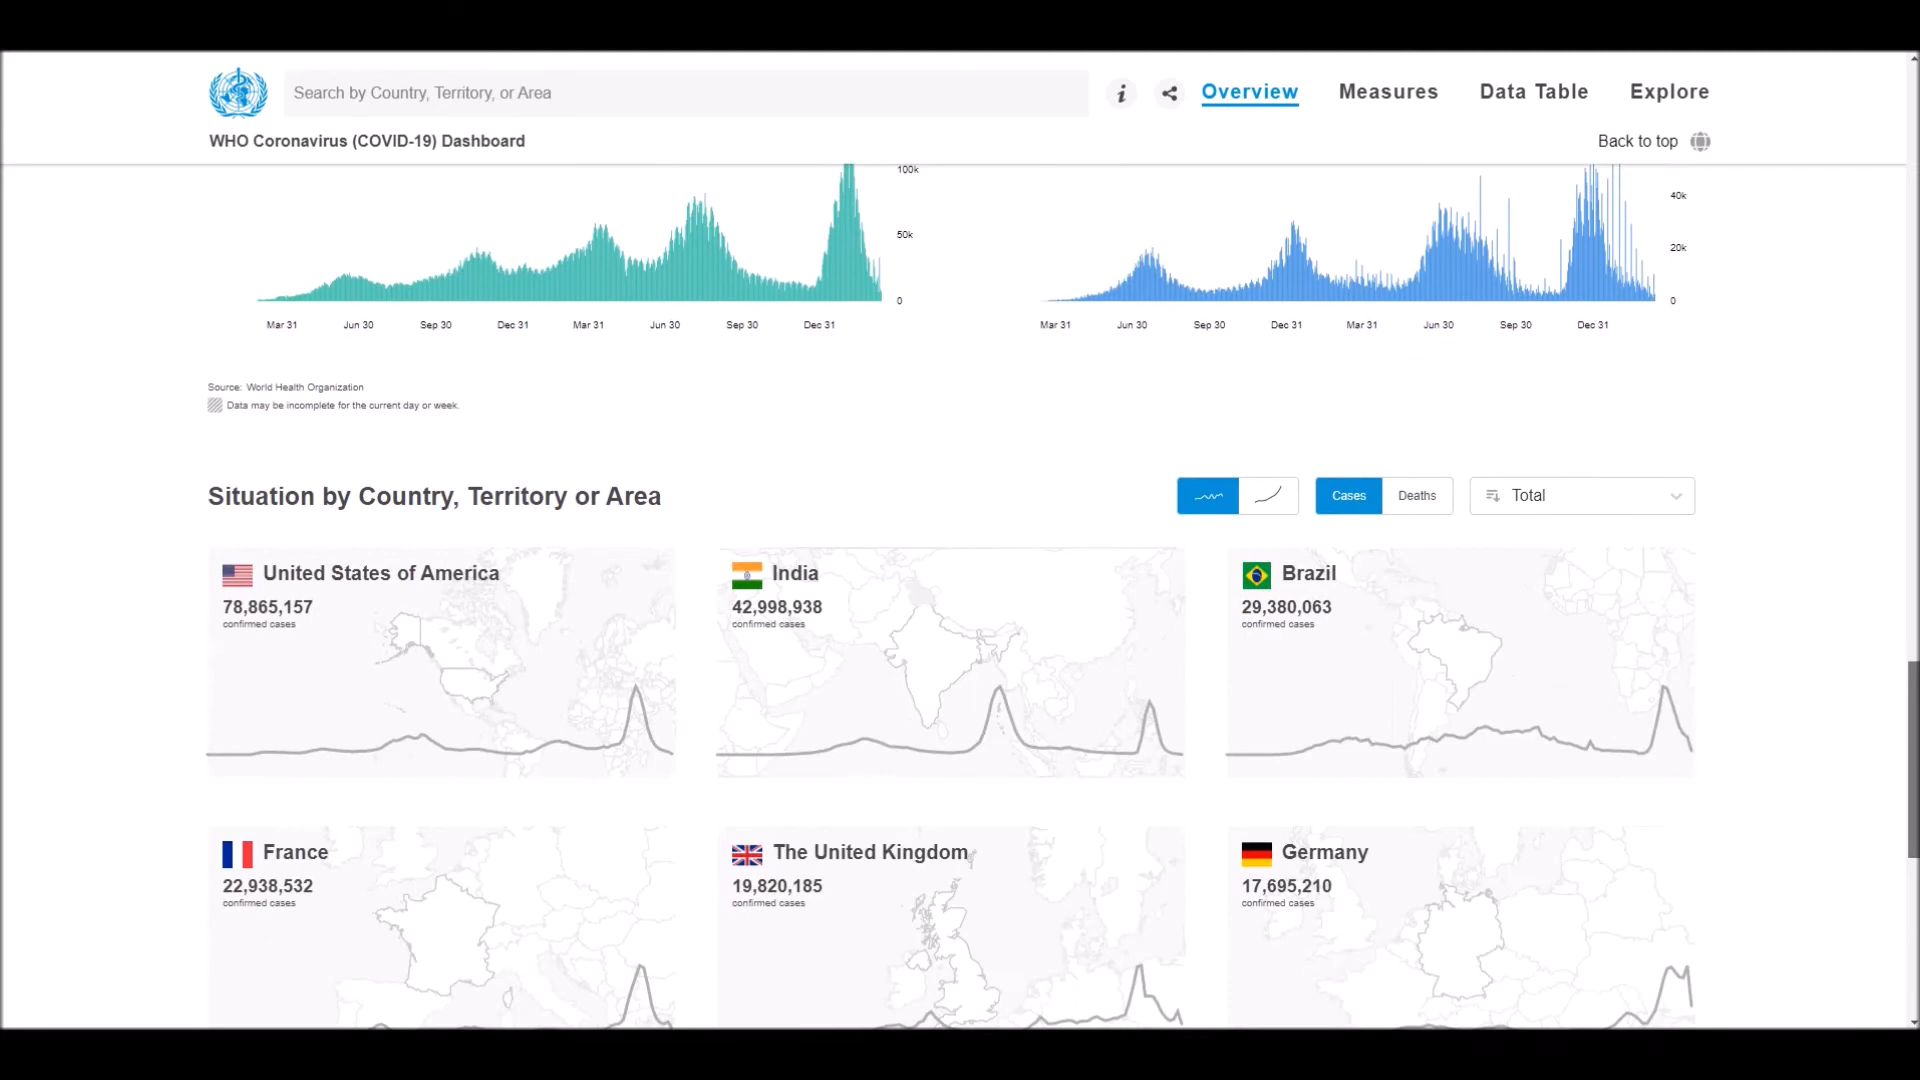 Search by Country, Territory, or Area
i
Overview
Measures
Data Table
Explore
WHO Coronavirus (COVID-19) Dashboard
Back to top
100k
50k
0
Mar 31 Jun 30 Sep 30 Dec 31 Mar 31 Jun 30 Sep 30 Dec 31
40k
20k
0
Mar 31 Jun 30 Sep 30 Dec 31 Mar 31 Jun 30 Sep 30 Dec 31
Source: World Health Organization
Data may be incomplete for the current day or week.
Situation by Country, Territory or Area
Cases
Deaths
Total
United States of America
78,865,157
confirmed cases
India
42,998,938
confirmed cases
Brazil
29,380,063
confirmed cases
France
22,938,532
confirmed cases
The United Kingdom
19,820,185
confirmed cases
Germany
17,695,210
confirmed cases